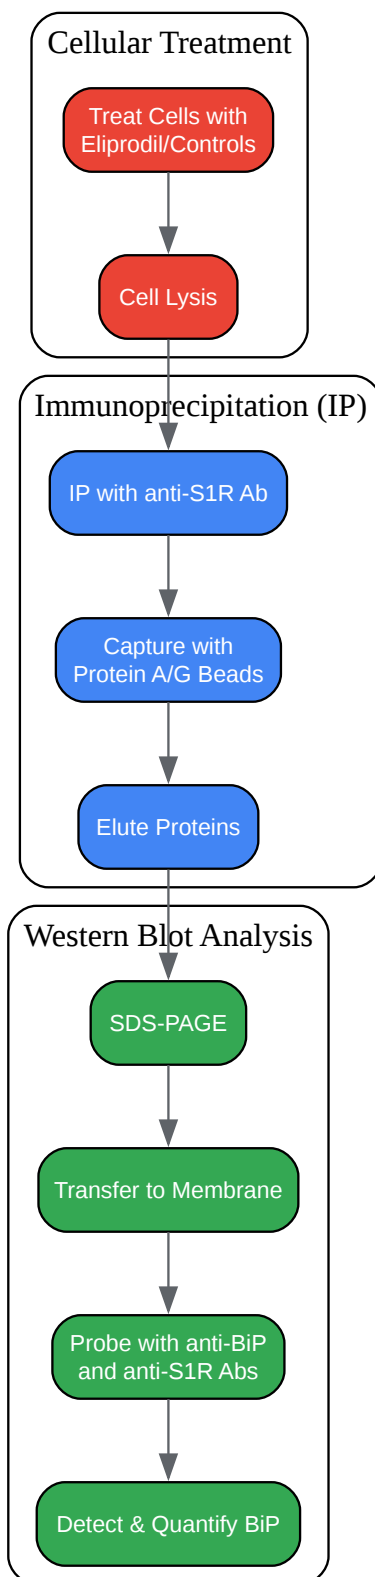 Cellular Treatment
Treat Cells with
Eliprodil/Controls
Cell Lysis
Immunoprecipitation (IP)
IP with anti-S1R Ab
Capture with
Protein A/G Beads
Elute Proteins
Western Blot Analysis
SDS-PAGE
Transfer to Membrane
Probe with anti-BiP
and anti-S1R Abs
Detect & Quantify BiP